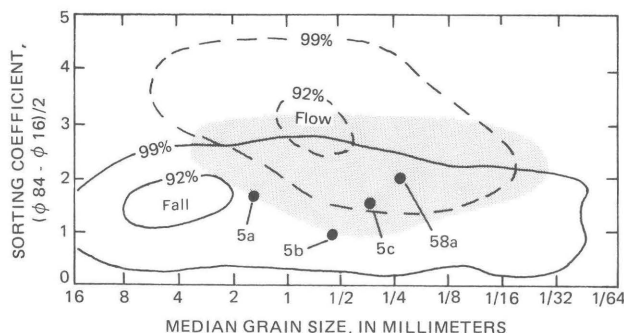 SORTING COEFFICIENT,
(ϕ 84 - ϕ 16)/2
5
4
3
2
1
0
99%
92%
Flow
99%
92%
Fall
5a
5b
5c
58a
16 8 4 2 1 1/2 1/4 1/8 1/16 1/32 1/64
MEDIAN GRAIN SIZE, IN MILLIMETERS